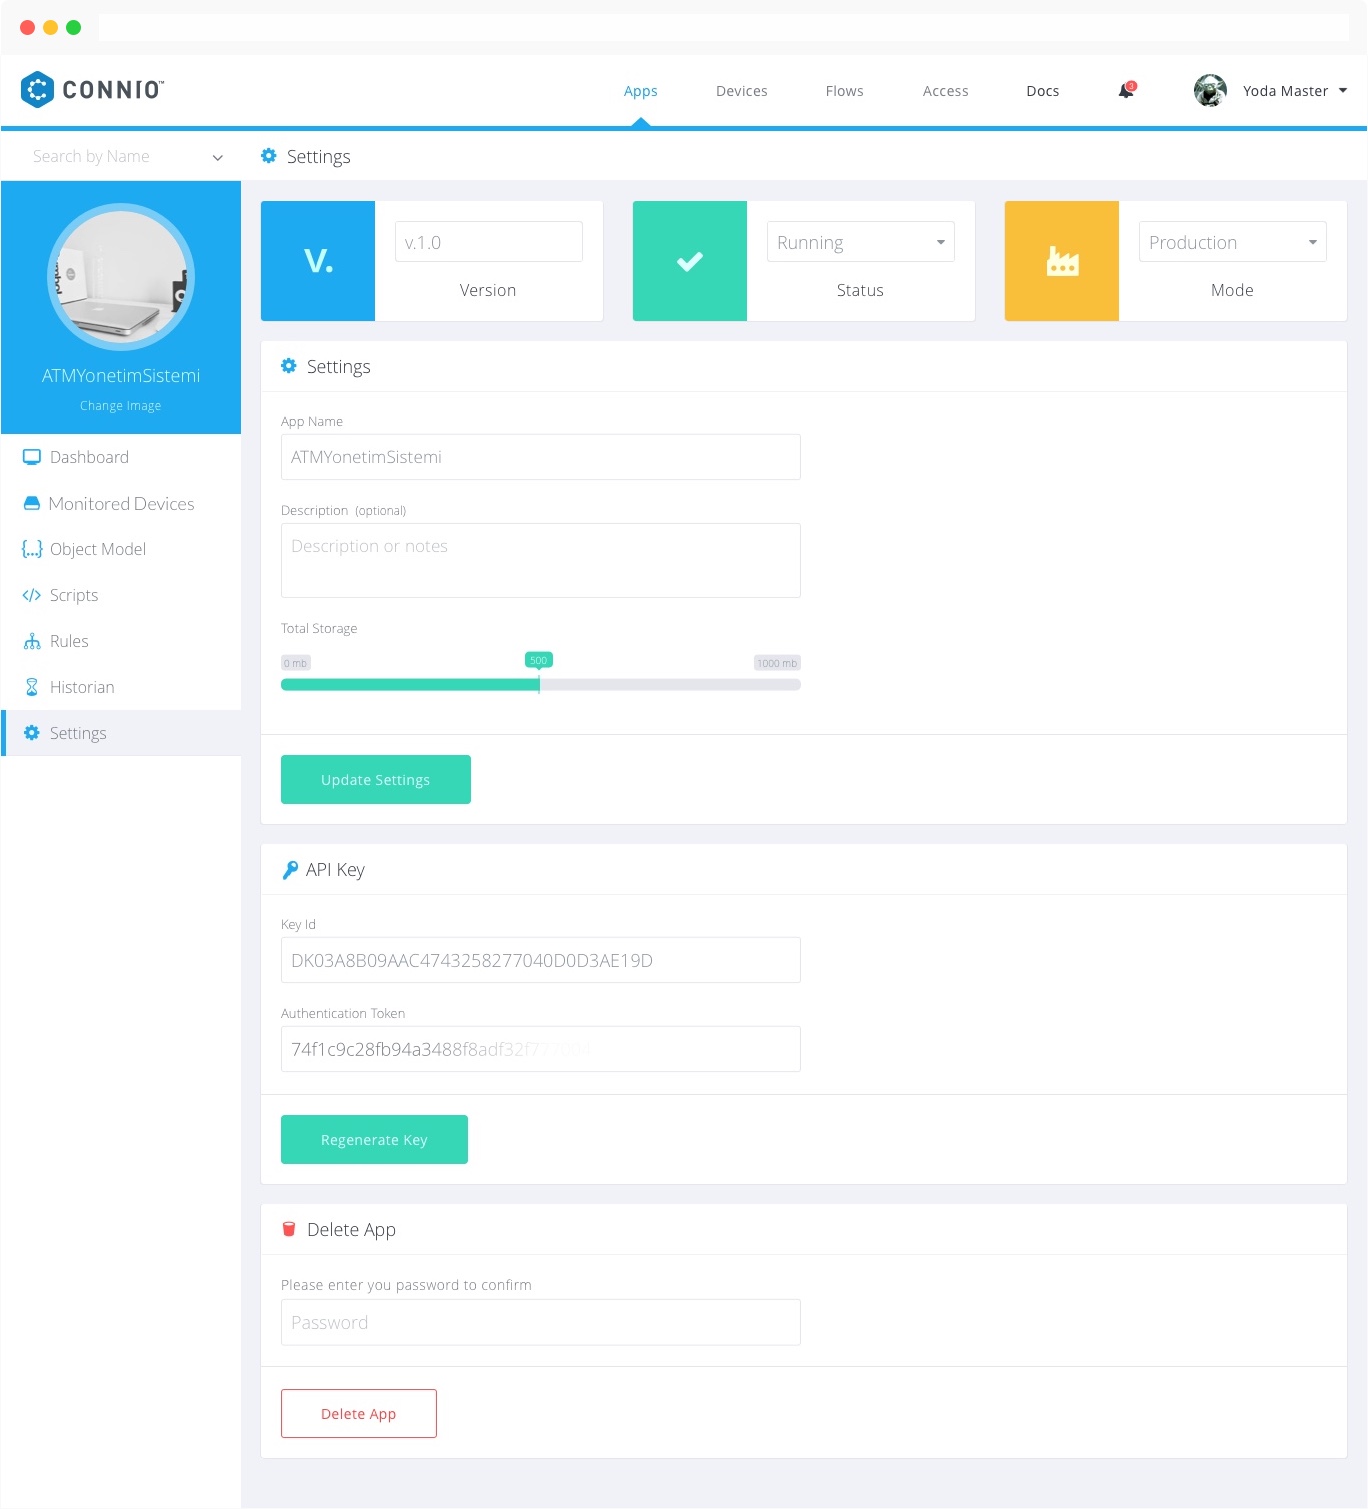 CONNIO™
Apps
Devices
Flows
Access
Docs
3
Yoda Master
Search by Name
Settings
ATMYonetimSistemi
Change Image
Dashboard
Monitored Devices
{...} Object Model
</> Scripts
Rules
Historian
Settings
V.
v.1.0
Version
Running
Status
Production
Mode
Settings
App Name
ATMYonetimSistemi
Description (optional)
Description or notes
Total Storage
0 mb
500
1000 mb
Update Settings
API Key
Key Id
DK03A8B09AAC4743258277040D0D3AE19D
Authentication Token
74f1c9c28fb94a3488f8adf32f7
Regenerate Key
Delete App
Please enter you password to confirm
Password
Delete App